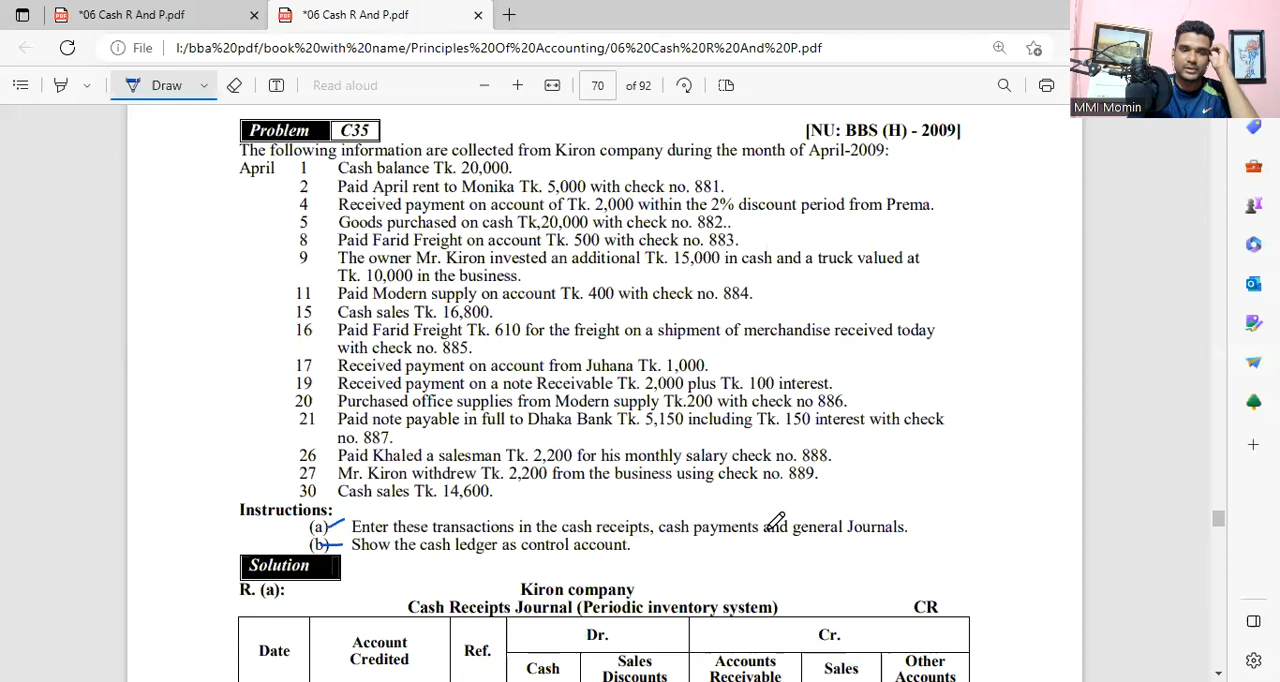 *06 Cash R And P.pdf
*06 Cash R And P.pdf
File
I:/bba%20pdf/book%20with%20name/Principles%20Of%20Accounting/06%20Cash%20R%20And%20P.pdf
Draw
Read aloud
70 of 92
MMI Momin
Problem C35 [NU: BBS (H) - 2009]
The following information are collected from Kiron company during the month of April-2009:
April 1 Cash balance Tk. 20,000.
2 Paid April rent to Monika Tk. 5,000 with check no. 881.
4 Received payment on account of Tk. 2,000 within the 2% discount period from Prema.
5 Goods purchased on cash Tk,20,000 with check no. 882..
8 Paid Farid Freight on account Tk. 500 with check no. 883.
9 The owner Mr. Kiron invested an additional Tk. 15,000 in cash and a truck valued at
Tk. 10,000 in the business.
11 Paid Modern supply on account Tk. 400 with check no. 884.
15 Cash sales Tk. 16,800.
16 Paid Farid Freight Tk. 610 for the freight on a shipment of merchandise received today
with check no. 885.
17 Received payment on account from Juhana Tk. 1,000.
19 Received payment on a note Receivable Tk. 2,000 plus Tk. 100 interest.
20 Purchased office supplies from Modern supply Tk.200 with check no 886.
21 Paid note payable in full to Dhaka Bank Tk. 5,150 including Tk. 150 interest with check
no. 887.
26 Paid Khaled a salesman Tk. 2,200 for his monthly salary check no. 888.
27 Mr. Kiron withdrew Tk. 2,200 from the business using check no. 889.
30 Cash sales Tk. 14,600.
Instructions:
(a) Enter these transactions in the cash receipts, cash payments and general Journals.
(b) Show the cash ledger as control account.
Solution
R. (a): Kiron company
Cash Receipts Journal (Periodic inventory system) CR
Date Account Credited Ref. Dr. Cr.
Cash Sales Discounts Accounts Receivable Sales Other Accounts